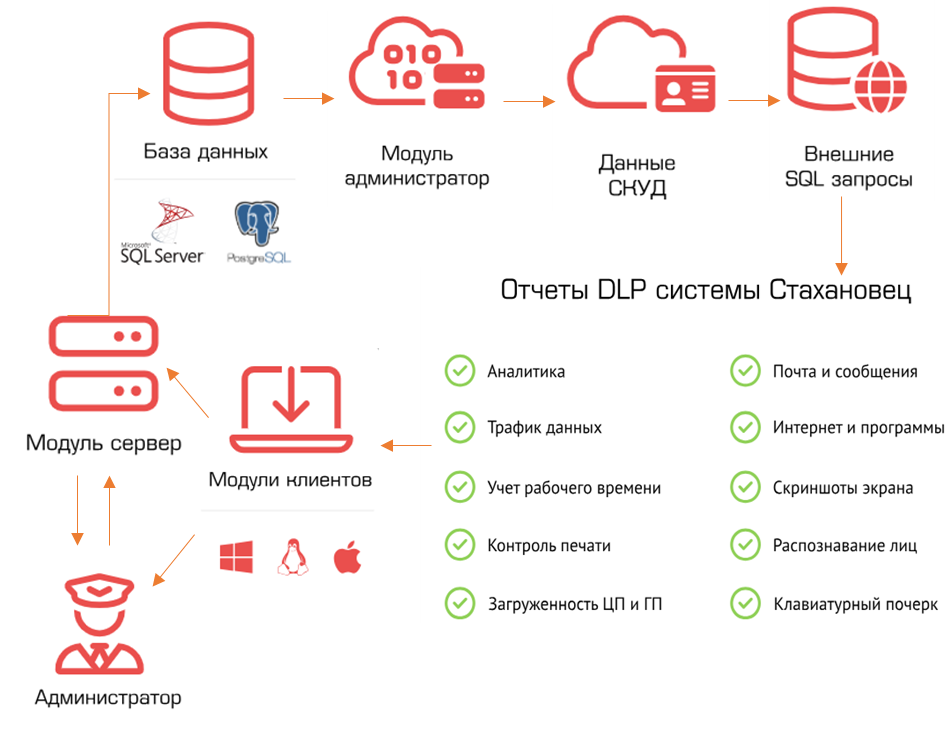 База данных
Модуль
администратор
Данные
СКУД
Внешние
SQL запросы
Microsoft®
SQL Server
PostgreSQL
Отчеты DLP системы Стахановец
Модуль сервер
Модули клиентов
Аналитика
Почта и сообщения
Трафик данных
Интернет и программы
Учет рабочего времени
Скриншоты экрана
Контроль печати
Распознавание лиц
Загруженность ЦП и ГП
Клавиатурный почерк
Администратор
010
10